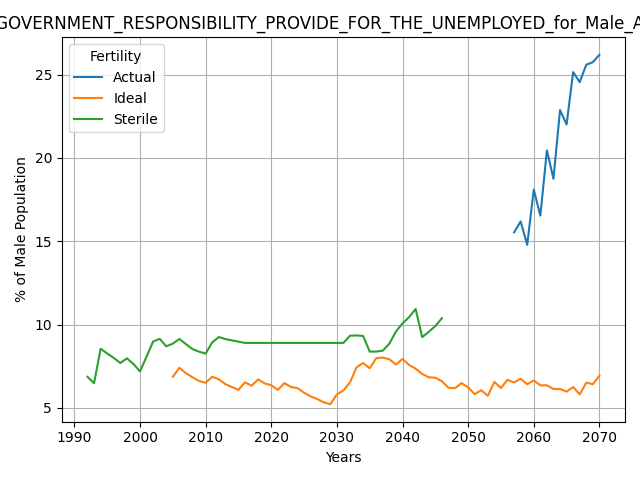 GOVERNMENT_RESPONSIBILITY_PROVIDE_FOR_THE_UNEMPLOYED_for_Male_A
Fertility
Actual
Ideal
Sterile
% of Male Population
25
20
15
10
5
1990 2000 2010 2020 2030 2040 2050 2060 2070
Years